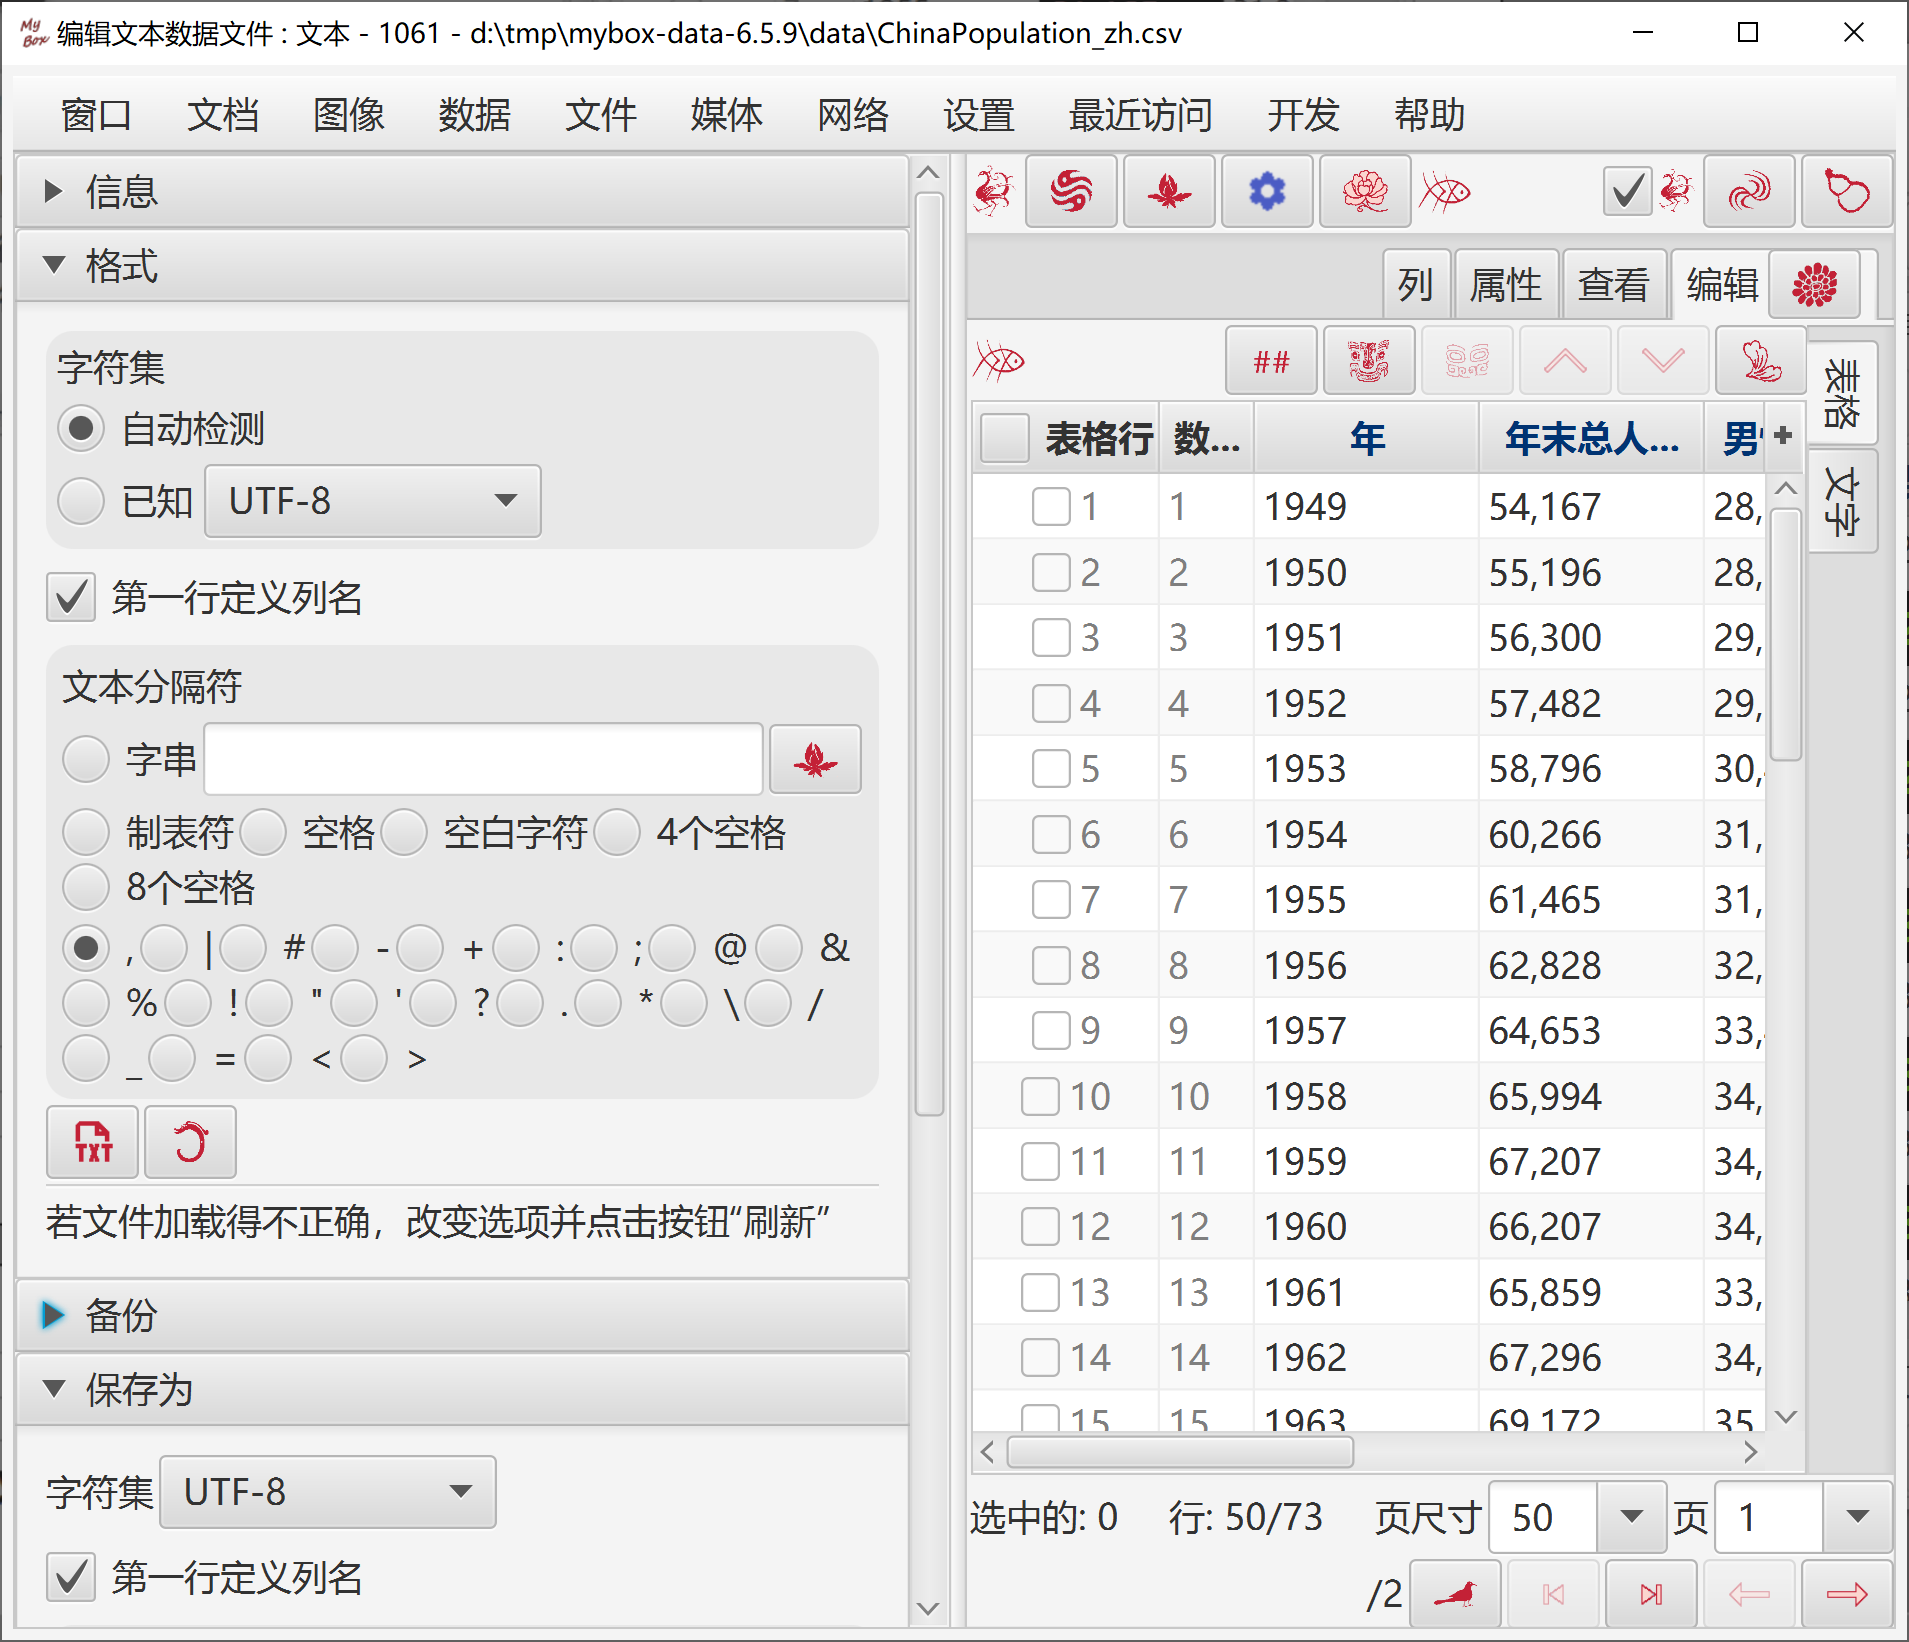 My Box 编辑文本数据文件 : 文本 - 1061 - d:\tmp\mybox-data-6.5.9\data\ChinaPopulation_zh.csv
窗口 文档 图像 数据 文件 媒体 网络 设置 最近访问 开发 帮助
信息
格式
字符集
自动检测
已知 UTF-8
第一行定义列名
文本分隔符
字串
制表符 空格 空白字符 4个空格
8个空格
, | # - + : ; @ &
% ! " ' ? . * \ /
_ = < >
TXT
若文件加载得不正确，改变选项并点击按钮“刷新”
备份
保存为
字符集 UTF-8
第一行定义列名
列 属性 查看 编辑
##
表格
文字
表格行 数... 年 年末总人... 男 +
1 1 1949 54,167 28,
2 2 1950 55,196 28,
3 3 1951 56,300 29,
4 4 1952 57,482 29,
5 5 1953 58,796 30,
6 6 1954 60,266 31,
7 7 1955 61,465 31,
8 8 1956 62,828 32,
9 9 1957 64,653 33,
10 10 1958 65,994 34,
11 11 1959 67,207 34,
12 12 1960 66,207 34,
13 13 1961 65,859 33,
14 14 1962 67,296 34,
15 15 1963 69,172 35
选中的: 0 行: 50/73 页尺寸 50 页 1
/2